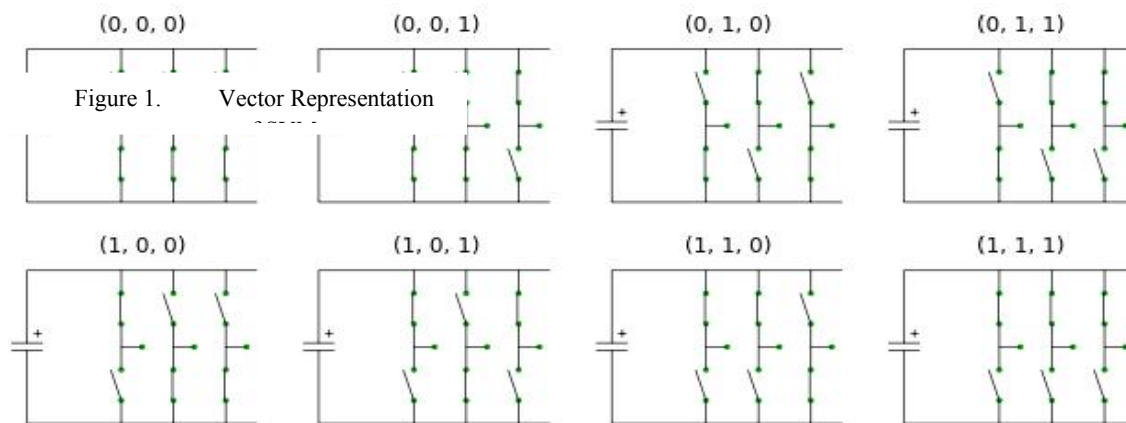 (0, 0, 0) (0, 0, 1) (0, 1, 0) (0, 1, 1)
Figure 1. Vector Representation
+ +
(1, 0, 0) (1, 0, 1) (1, 1, 0) (1, 1, 1)
+ + + +